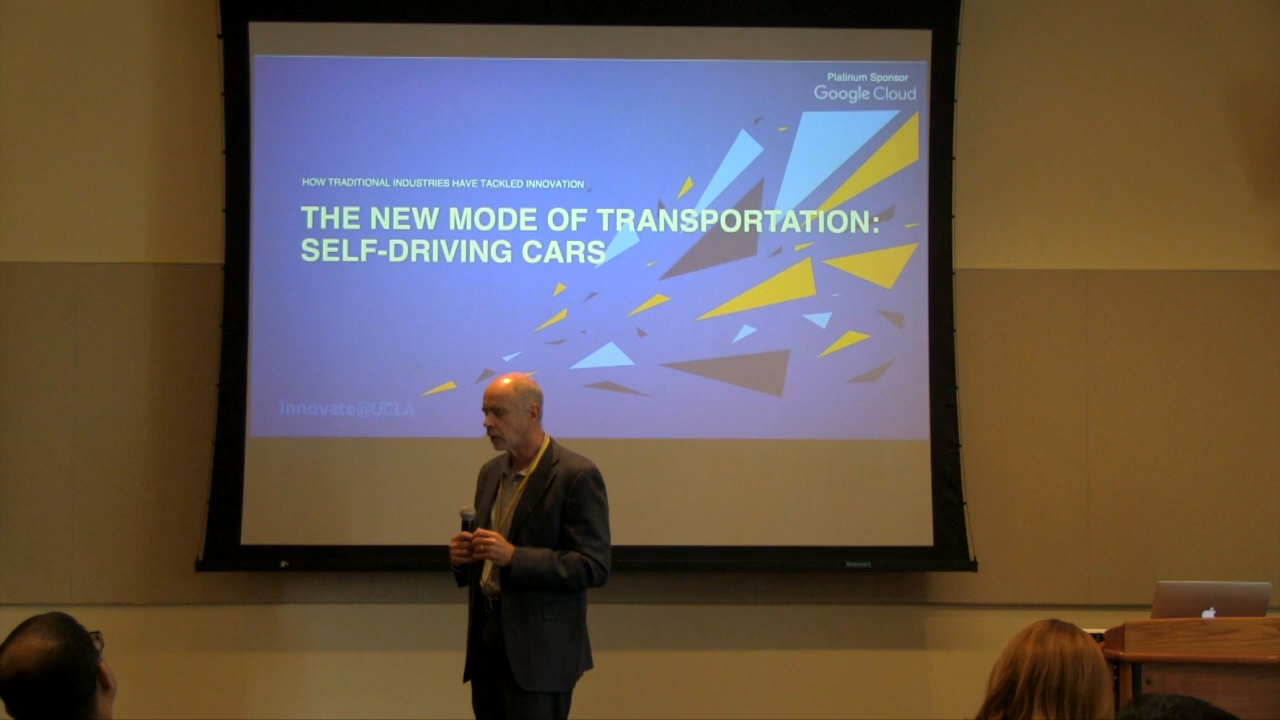 Platinum Sponsor
Google Cloud
HOW TRADITIONAL INDUSTRIES HAVE TACKLED INNOVATION
THE NEW MODE OF TRANSPORTATION:
SELF-DRIVING CARS
innovate@UCLA